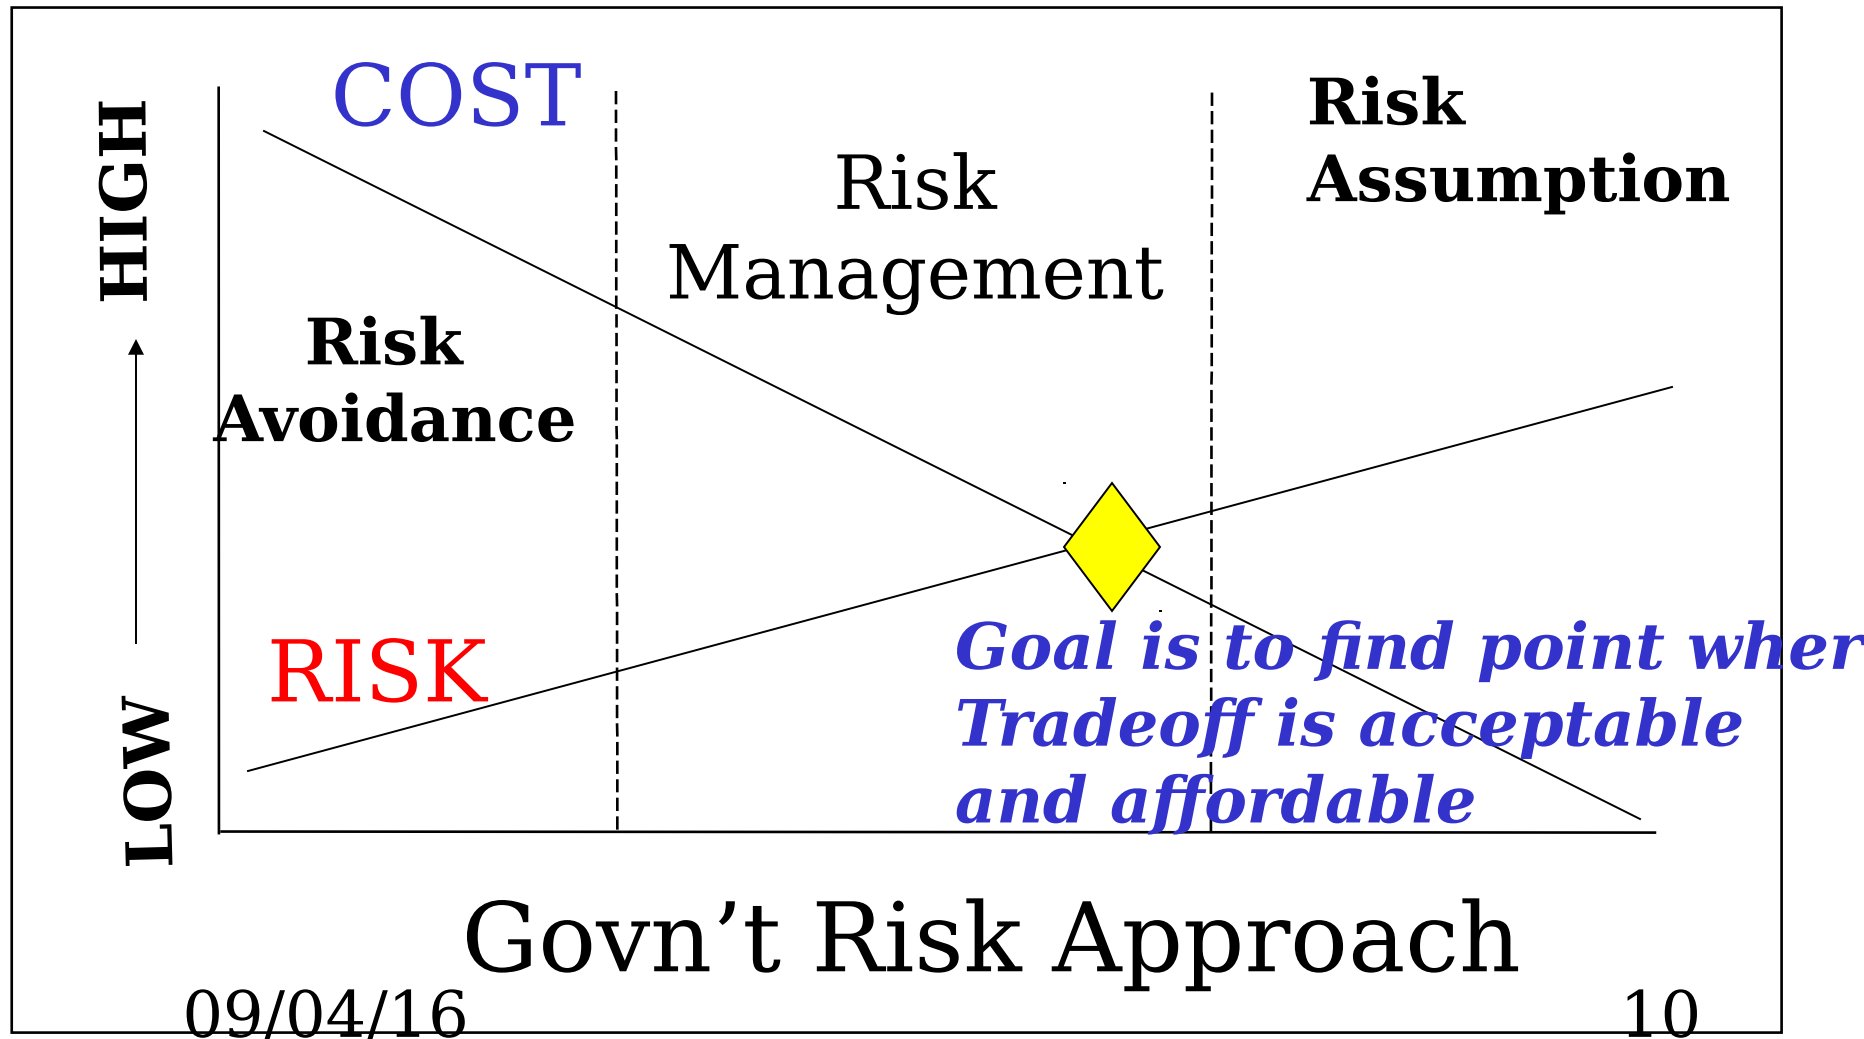 COST
HIGH
Risk
Assumption
Risk
Management
Risk
Avoidance
RISK
LOW
Goal is to find point wher
Tradeoff is acceptable
and affordable
Govn’t Risk Approach
09/04/16
10